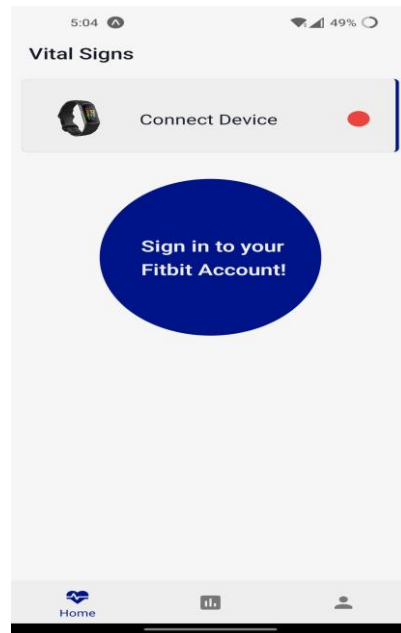 5:04 49%
Vital Signs
Connect Device
Sign in to your
Fitbit Account!
Home